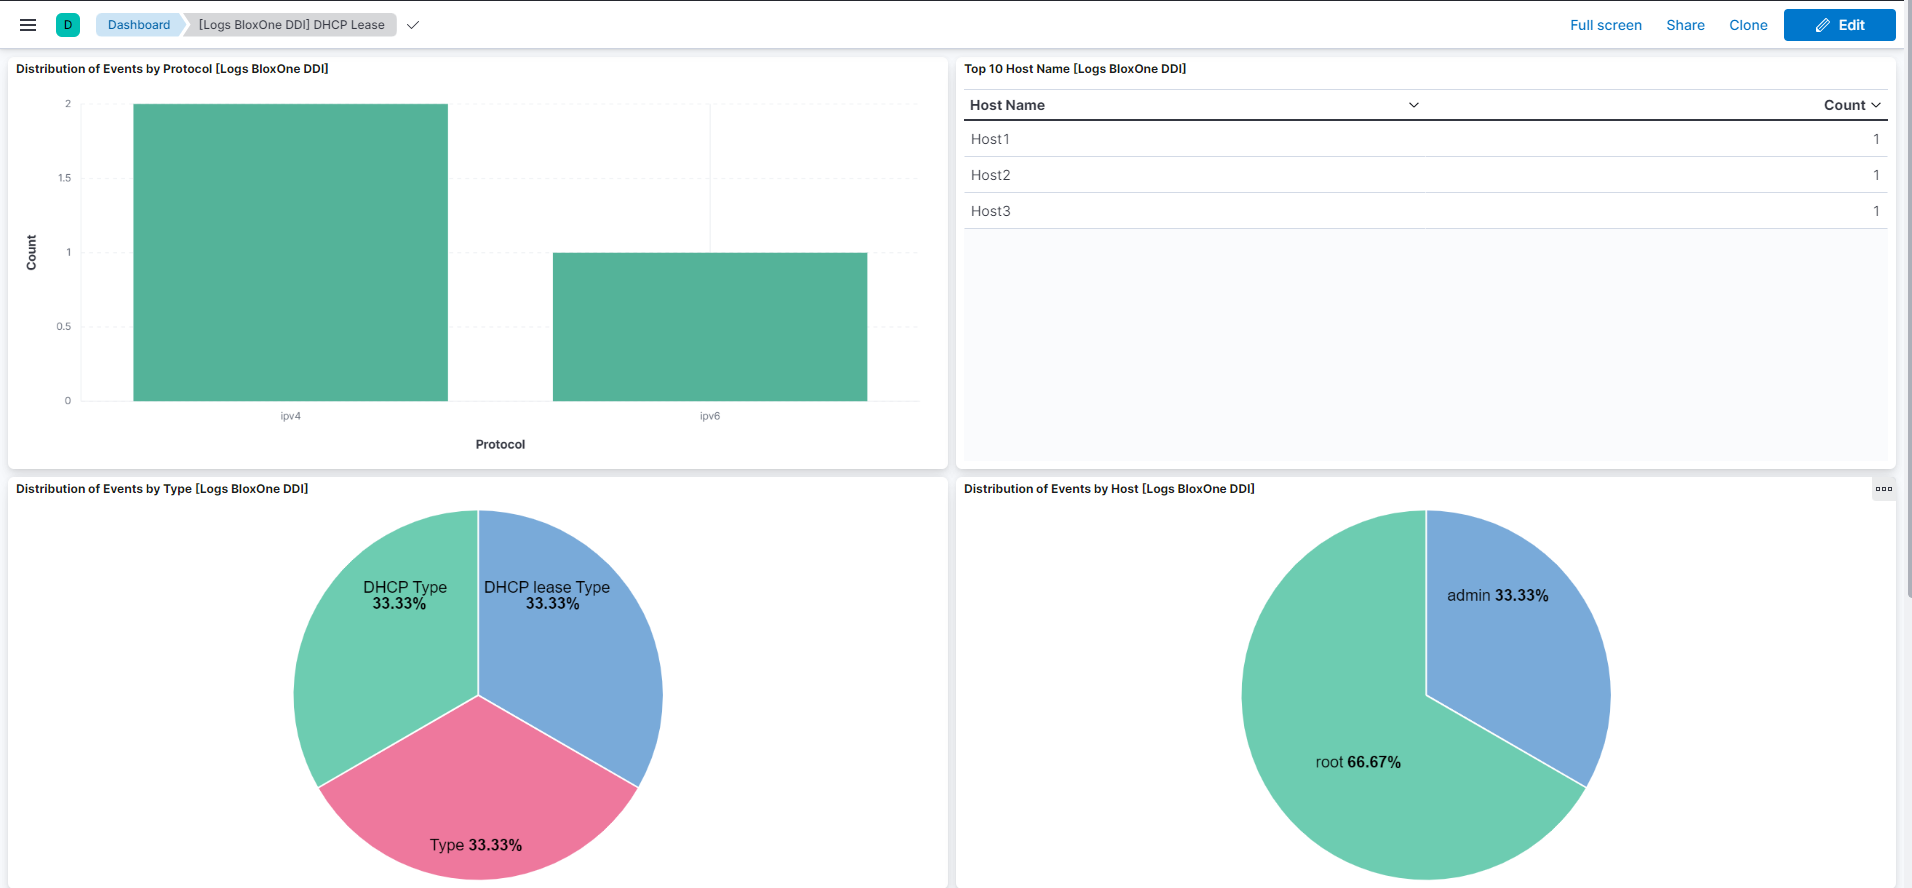 D Dashboard [Logs BloxOne DDI] DHCP Lease Full screen Share Clone Edit
Distribution of Events by Protocol [Logs BloxOne DDI]
2
1.5
1
0.5
0
Count
ipv4 ipv6
Protocol
Top 10 Host Name [Logs BloxOne DDI]
Host Name Count
Host1 1
Host2 1
Host3 1
Distribution of Events by Type [Logs BloxOne DDI]
DHCP Type
33.33%
DHCP lease Type
33.33%
Type 33.33%
Distribution of Events by Host [Logs BloxOne DDI]
admin 33.33%
root 66.67%